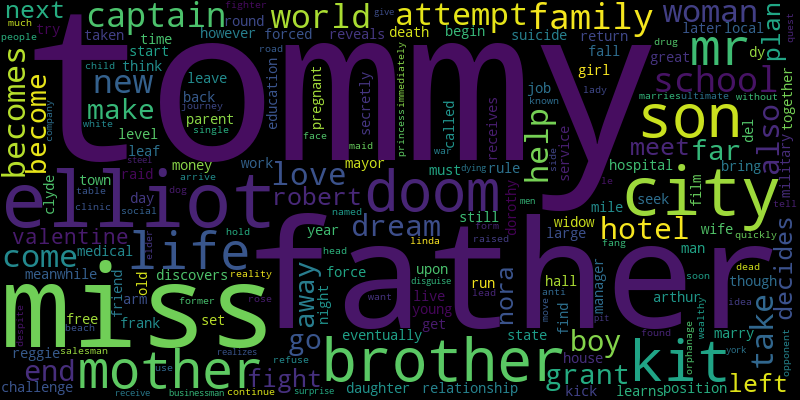 next captain world attempt family woman
much people try taken round however forced reveals death begin suicide return later local plan
tommy
new start time think fall girl great drug dy quest
becomes become make education pregnant secretly job school mr
child journey leave back parent called known marries ultimate without together
company white level single face maid princess immediately receives lady son also
leaf raid money work mayor must rule service help meet far del military
elliot love doom city
clyde town day clinic social table steel arrive dog robert war dying hospital bring film tell
valentine dream year still dorothy widow mile seek wife quickly
come life medical named linda men side form raised large hotel man decides
meanwhile discovers hold reality head upon force father fang soon dead though
miss friend farm old former away night disguise live young run lead hora hall manager arthur idea
free beach frank set rose want get move anti find pit found orphanage wealthy take
despite reggie salesman realizes go eventually state boy house marry york opponent
end mother fight refuse brother kit
challenge receive use businessman continue surprise daughter relationship kick grant learns position left